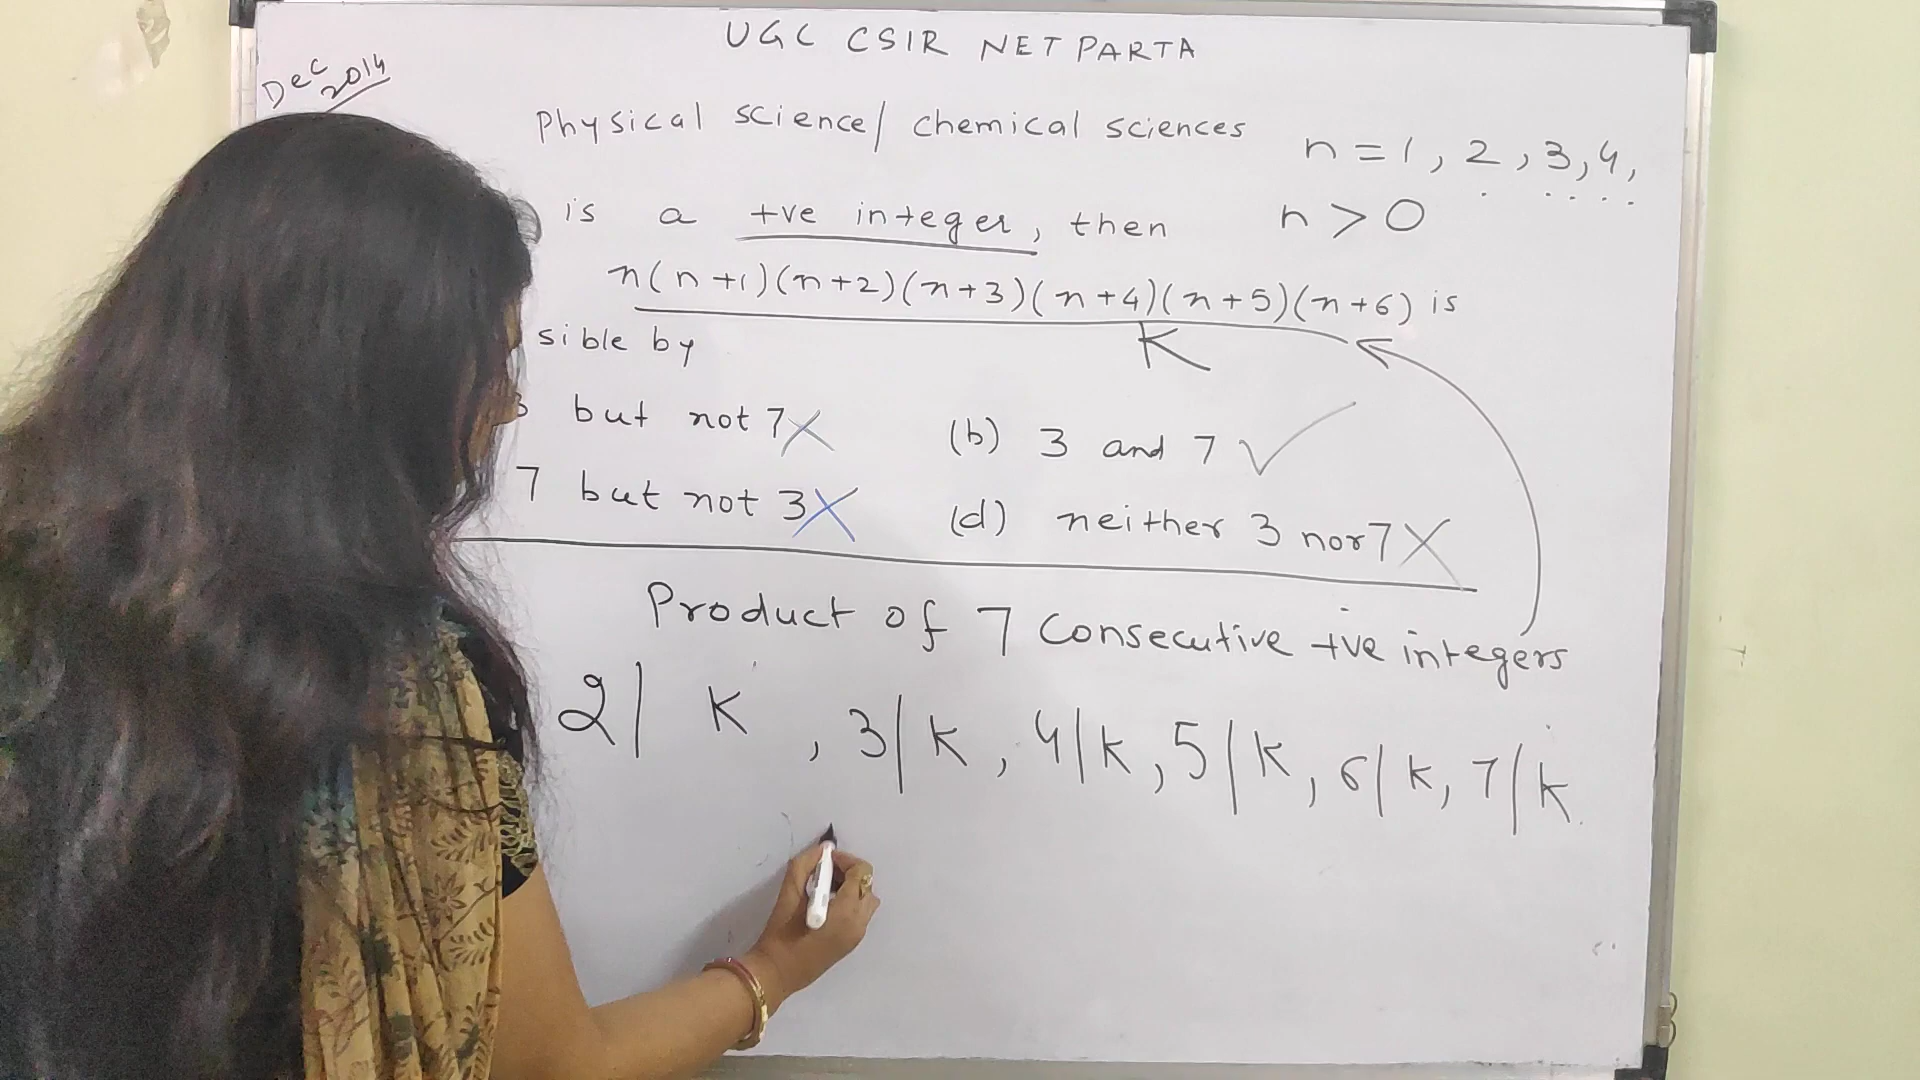 UGC CSIR NET PART A
Dec 2014
Physical science/ chemical sciences
n = 1, 2, 3, 4, ......
is a +ve integer, then
n > 0
n(n+1)(n+2)(n+3)(n+4)(n+5)(n+6) is
K
sible by
but not 7 X
(b) 3 and 7 ✓
7 but not 3 X
(d) neither 3 nor 7 X
Product of 7 consecutive +ve integers
2| K, 3|K, 4|K, 5|K, 6|K, 7|K